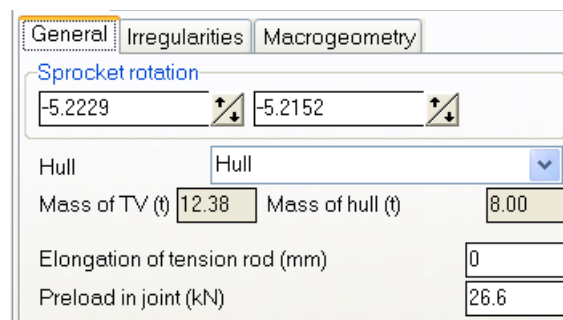 General Irregularities Macrogeometry
Sprocket rotation
-5.2229 -5.2152
Hull Hull
Mass of TV (t) 12.38 Mass of hull (t) 8.00
Elongation of tension rod (mm) 0
Preload in joint (kN) 26.6